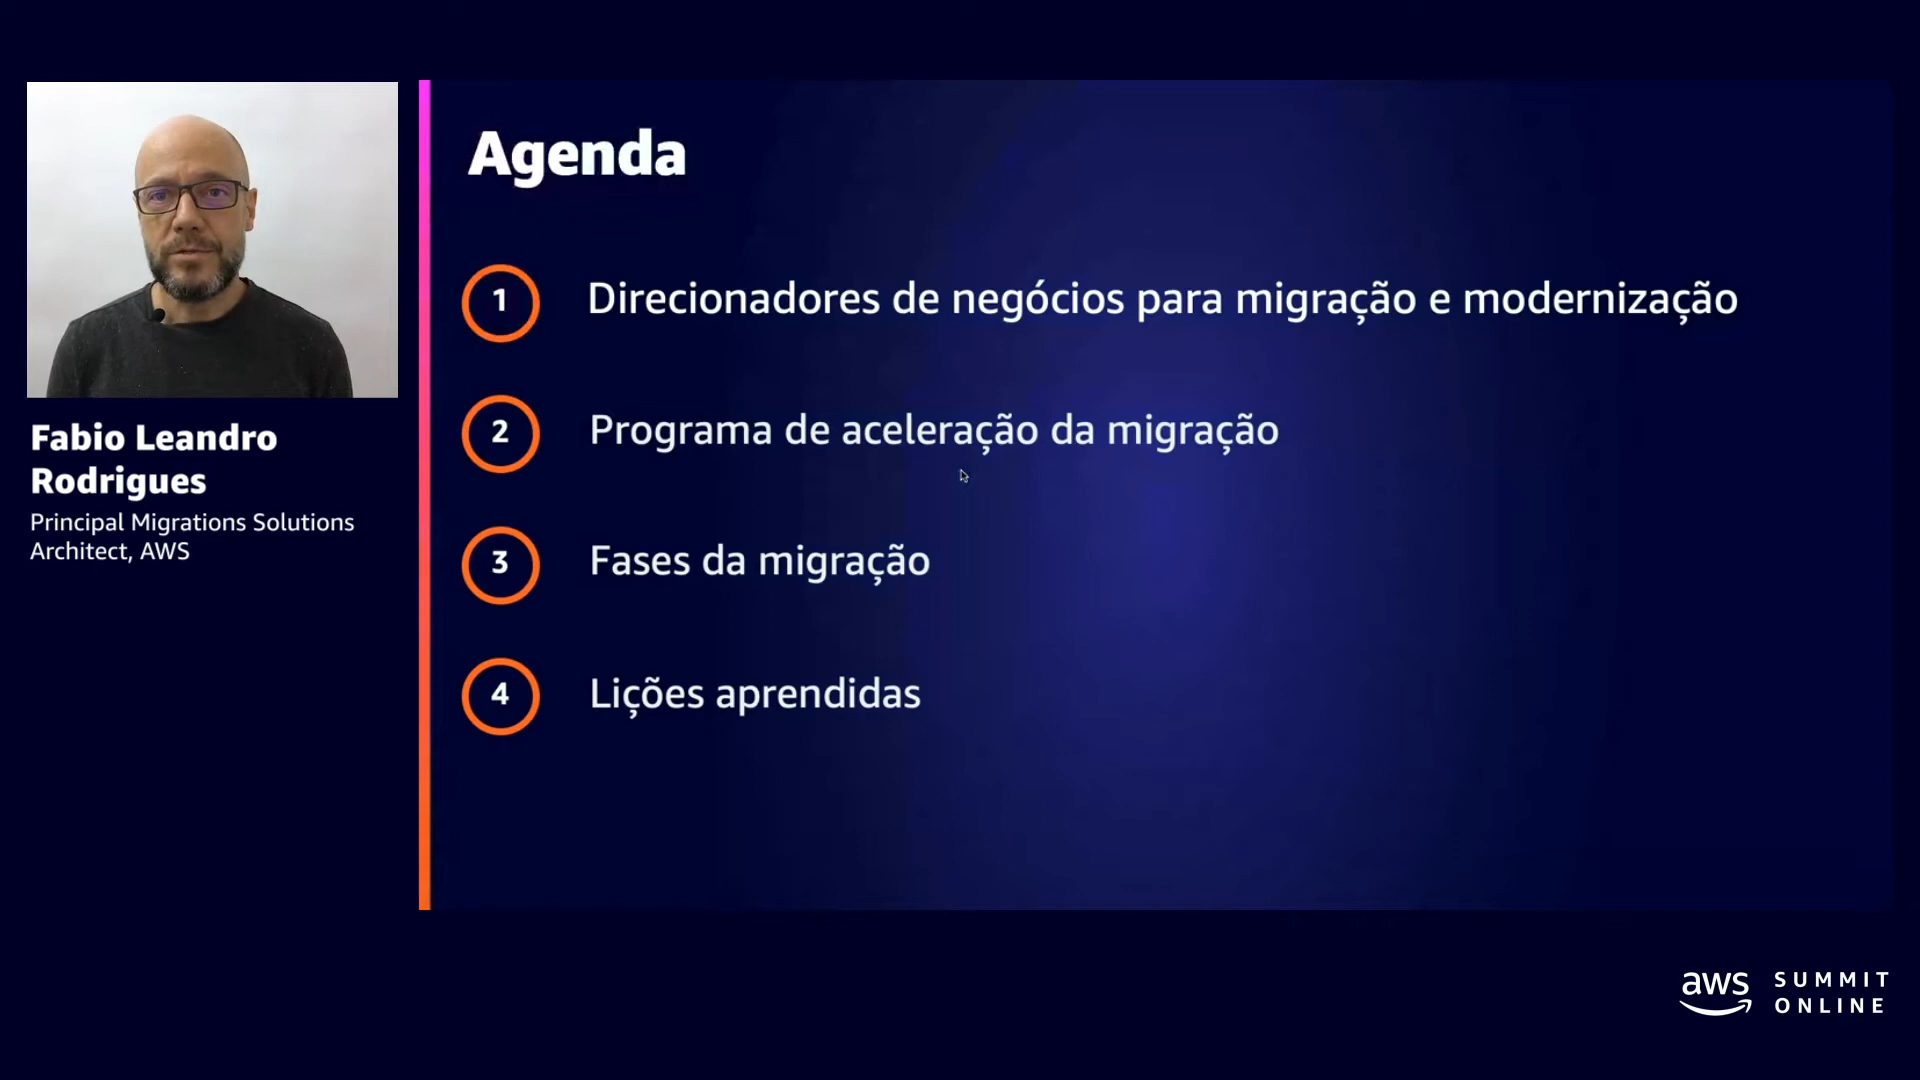 Fabio Leandro
Rodrigues
Principal Migrations Solutions
Architect, AWS
Agenda
1 Direcionadores de negócios para migração e modernização
2 Programa de aceleração da migração
3 Fases da migração
4 Lições aprendidas
aws SUMMIT
ONLINE